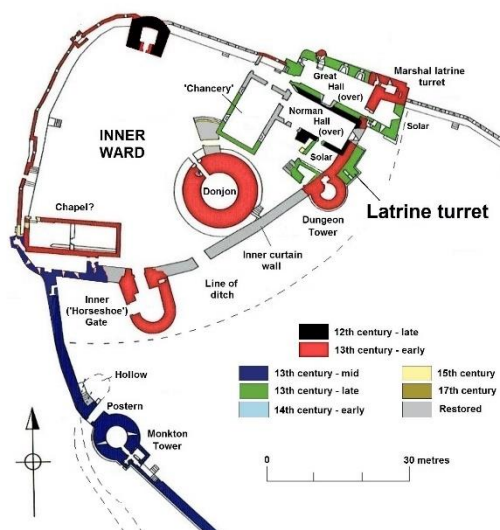 Great
Hall
(over)
Marshal latrine
turret
'Chancery'
Norman
Hall
(over)
Solar
INNER
WARD
Solar
Donjon
Latrine turret
Chapel?
Dungeon
Tower
Inner curtain
wall
Line of
ditch
Inner
('Horseshoe')
Gate
12th century - late
13th century - early
Hollow
13th century - mid
15th century
13th century - late
17th century
14th century - early
Restored
Postern
Monkton
Tower
0
30 metres